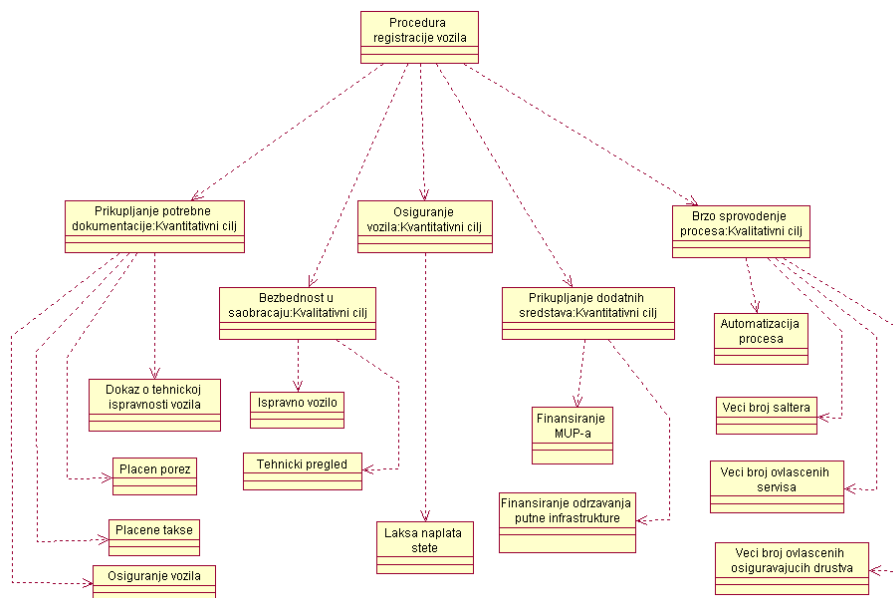 Procedura
registracije vozila
Prikupljanje potrebne
dokumentacije:Kvantitativni cilj
Osiguranje
vozila:Kvantitativni cilj
Brzo sprovodenje
procesa:Kvalitativni cilj
Bezbednost u
saobracaju:Kvalitativni cilj
Prikupljanje dodatnih
sredstava:Kvantitativni cilj
Automatizacija
procesa
Dokaz o tehnickoj
ispravnosti vozila
Ispravno vozilo
Finansiranje
MUP-a
Veci broj saltera
Placen porez
Tehnicki pregled
Veci broj ovlascenih
servisa
Finansiranje odrzavanja
putne infrastrukture
Placene takse
Laksa naplata
stete
Veci broj ovlascenih
osiguravajucih drustva
Osiguranje vozila